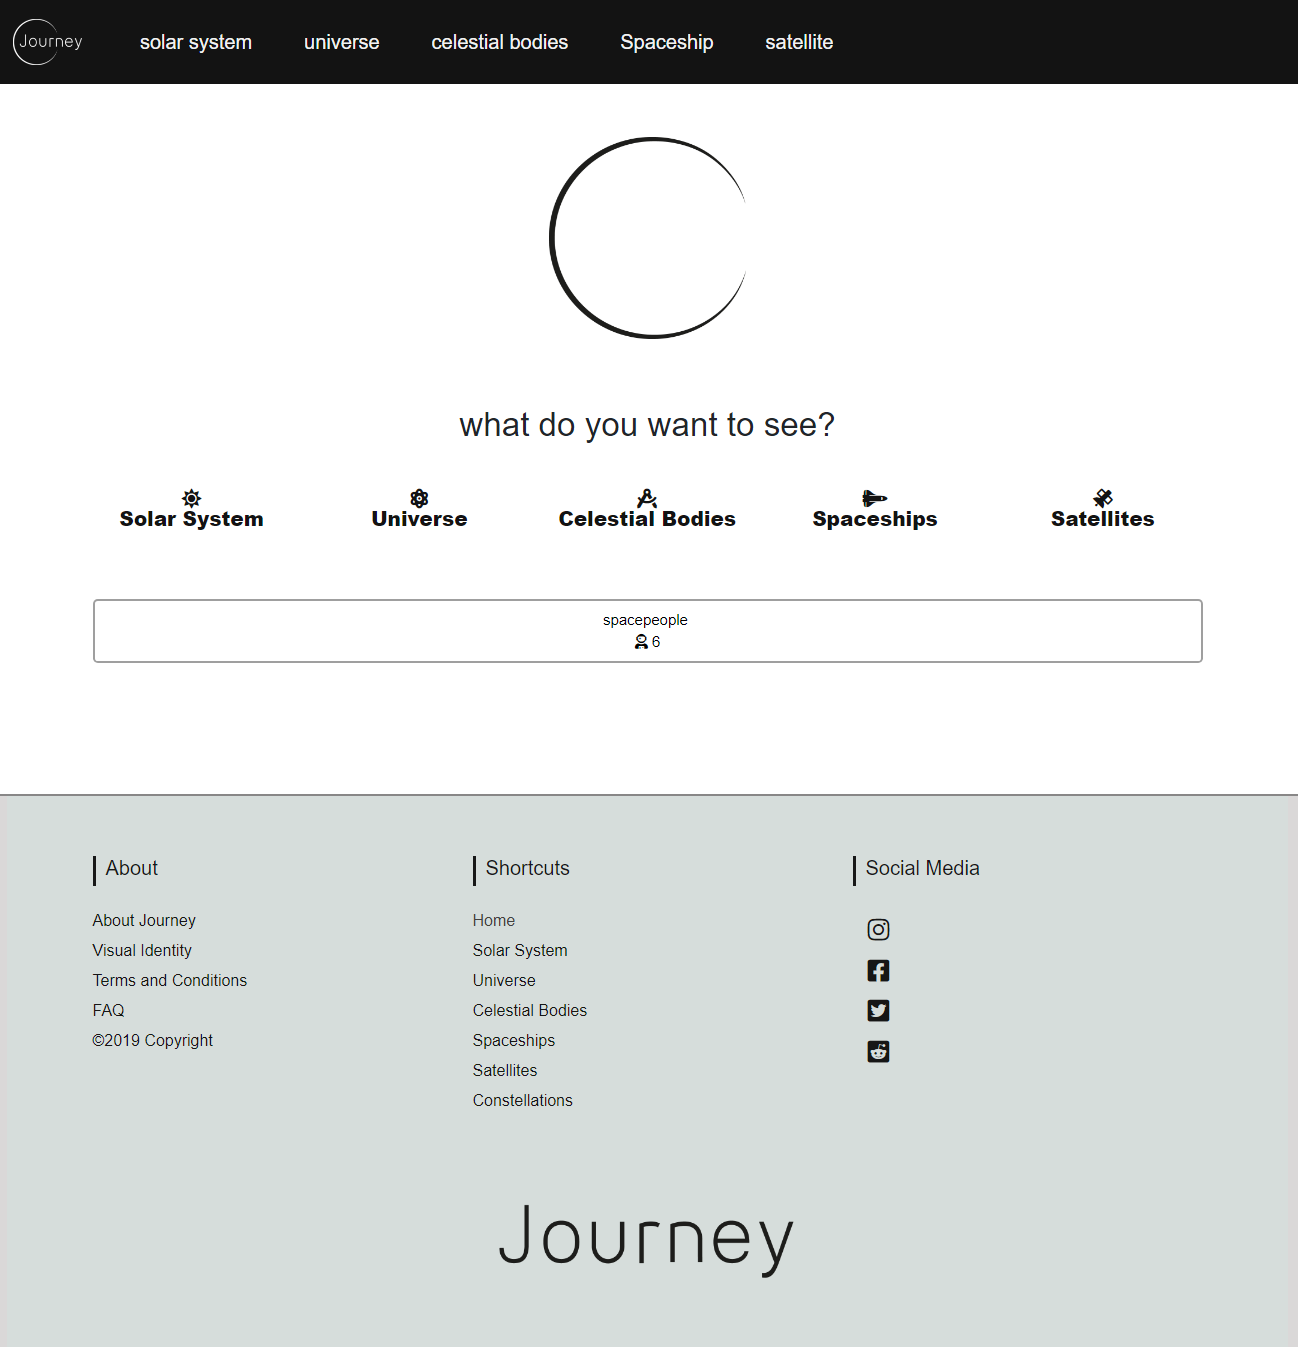 Journey
solar system universe celestial bodies Spaceship satellite
what do you want to see?
Solar System Universe Celestial Bodies Spaceships Satellites
spacepeople
6
About
About Journey
Visual Identity
Terms and Conditions
FAQ
©2019 Copyright
Shortcuts
Home
Solar System
Universe
Celestial Bodies
Spaceships
Satellites
Constellations
Social Media
Journey